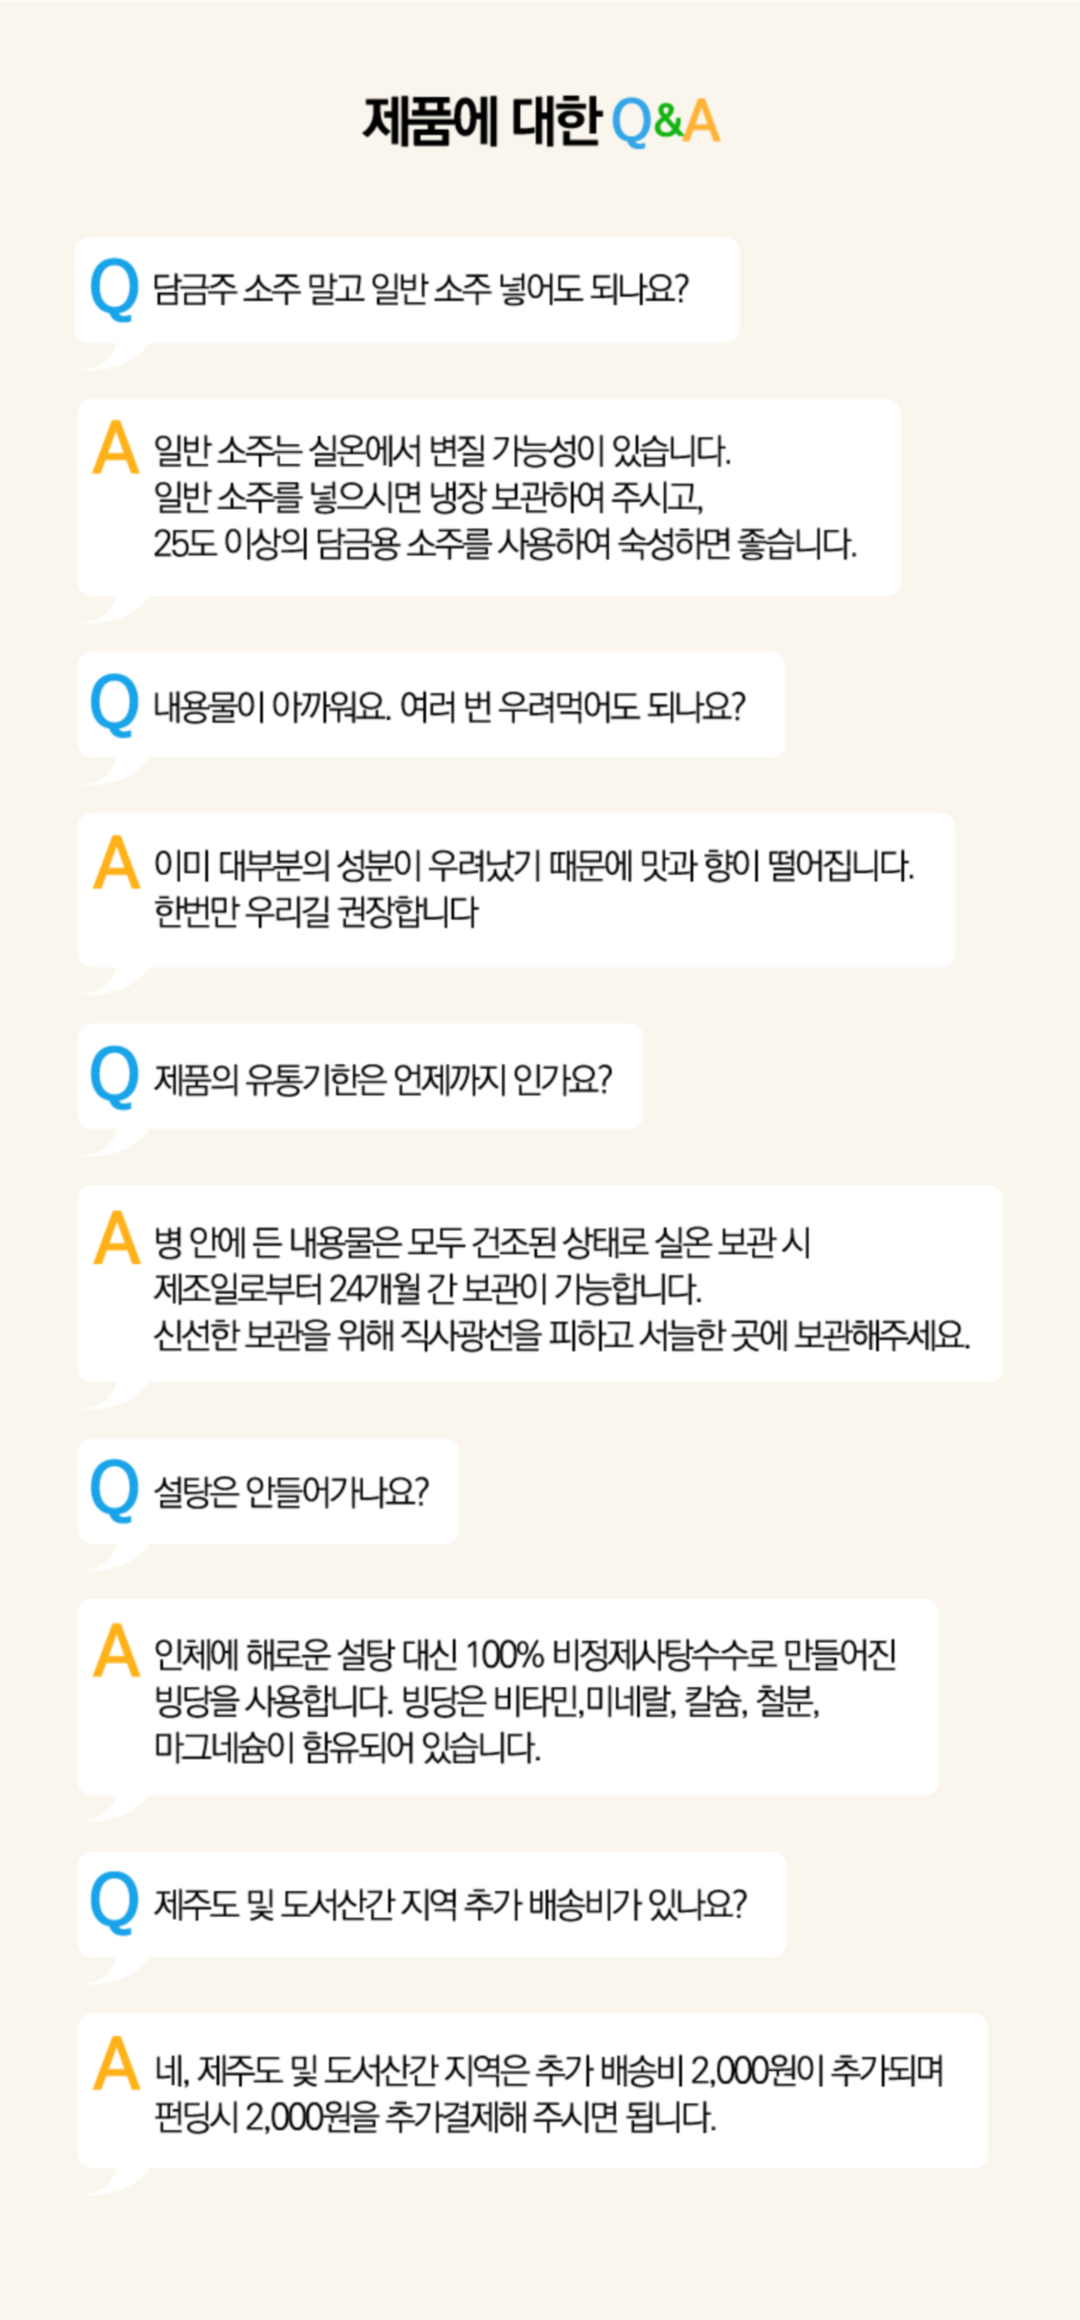 제품에 대한 Q&A
Q 담금주 소주 말고 일반 소주 넣어도 되나요?
A 일반 소주는 실온에서 변질 가능성이 있습니다.
일반 소주를 넣으시면 냉장 보관하여 주시고,
25도 이상의 담금용 소주를 사용하여 숙성하면 좋습니다.
Q 내용물이 아까워요. 여러 번 우려먹어도 되나요?
A 이미 대부분의 성분이 우려났기 때문에 맛과 향이 떨어집니다.
한번만 우리길 권장합니다
Q 제품의 유통기한은 언제까지 인가요?
A 병 안에 든 내용물은 모두 건조된 상태로 실온 보관 시
제조일로부터 24개월 간 보관이 가능합니다.
신선한 보관을 위해 직사광선을 피하고 서늘한 곳에 보관해주세요.
Q 설탕은 안들어가나요?
A 인체에 해로운 설탕 대신 100% 비정제사탕수수로 만들어진
빙당을 사용합니다. 빙당은 비타민,미네랄, 칼슘, 철분,
마그네슘이 함유되어 있습니다.
Q 제주도 및 도서산간 지역 추가 배송비가 있나요?
A 네, 제주도 및 도서산간 지역은 추가 배송비 2,000원이 추가되며
펀딩시 2,000원을 추가결제해 주시면 됩니다.